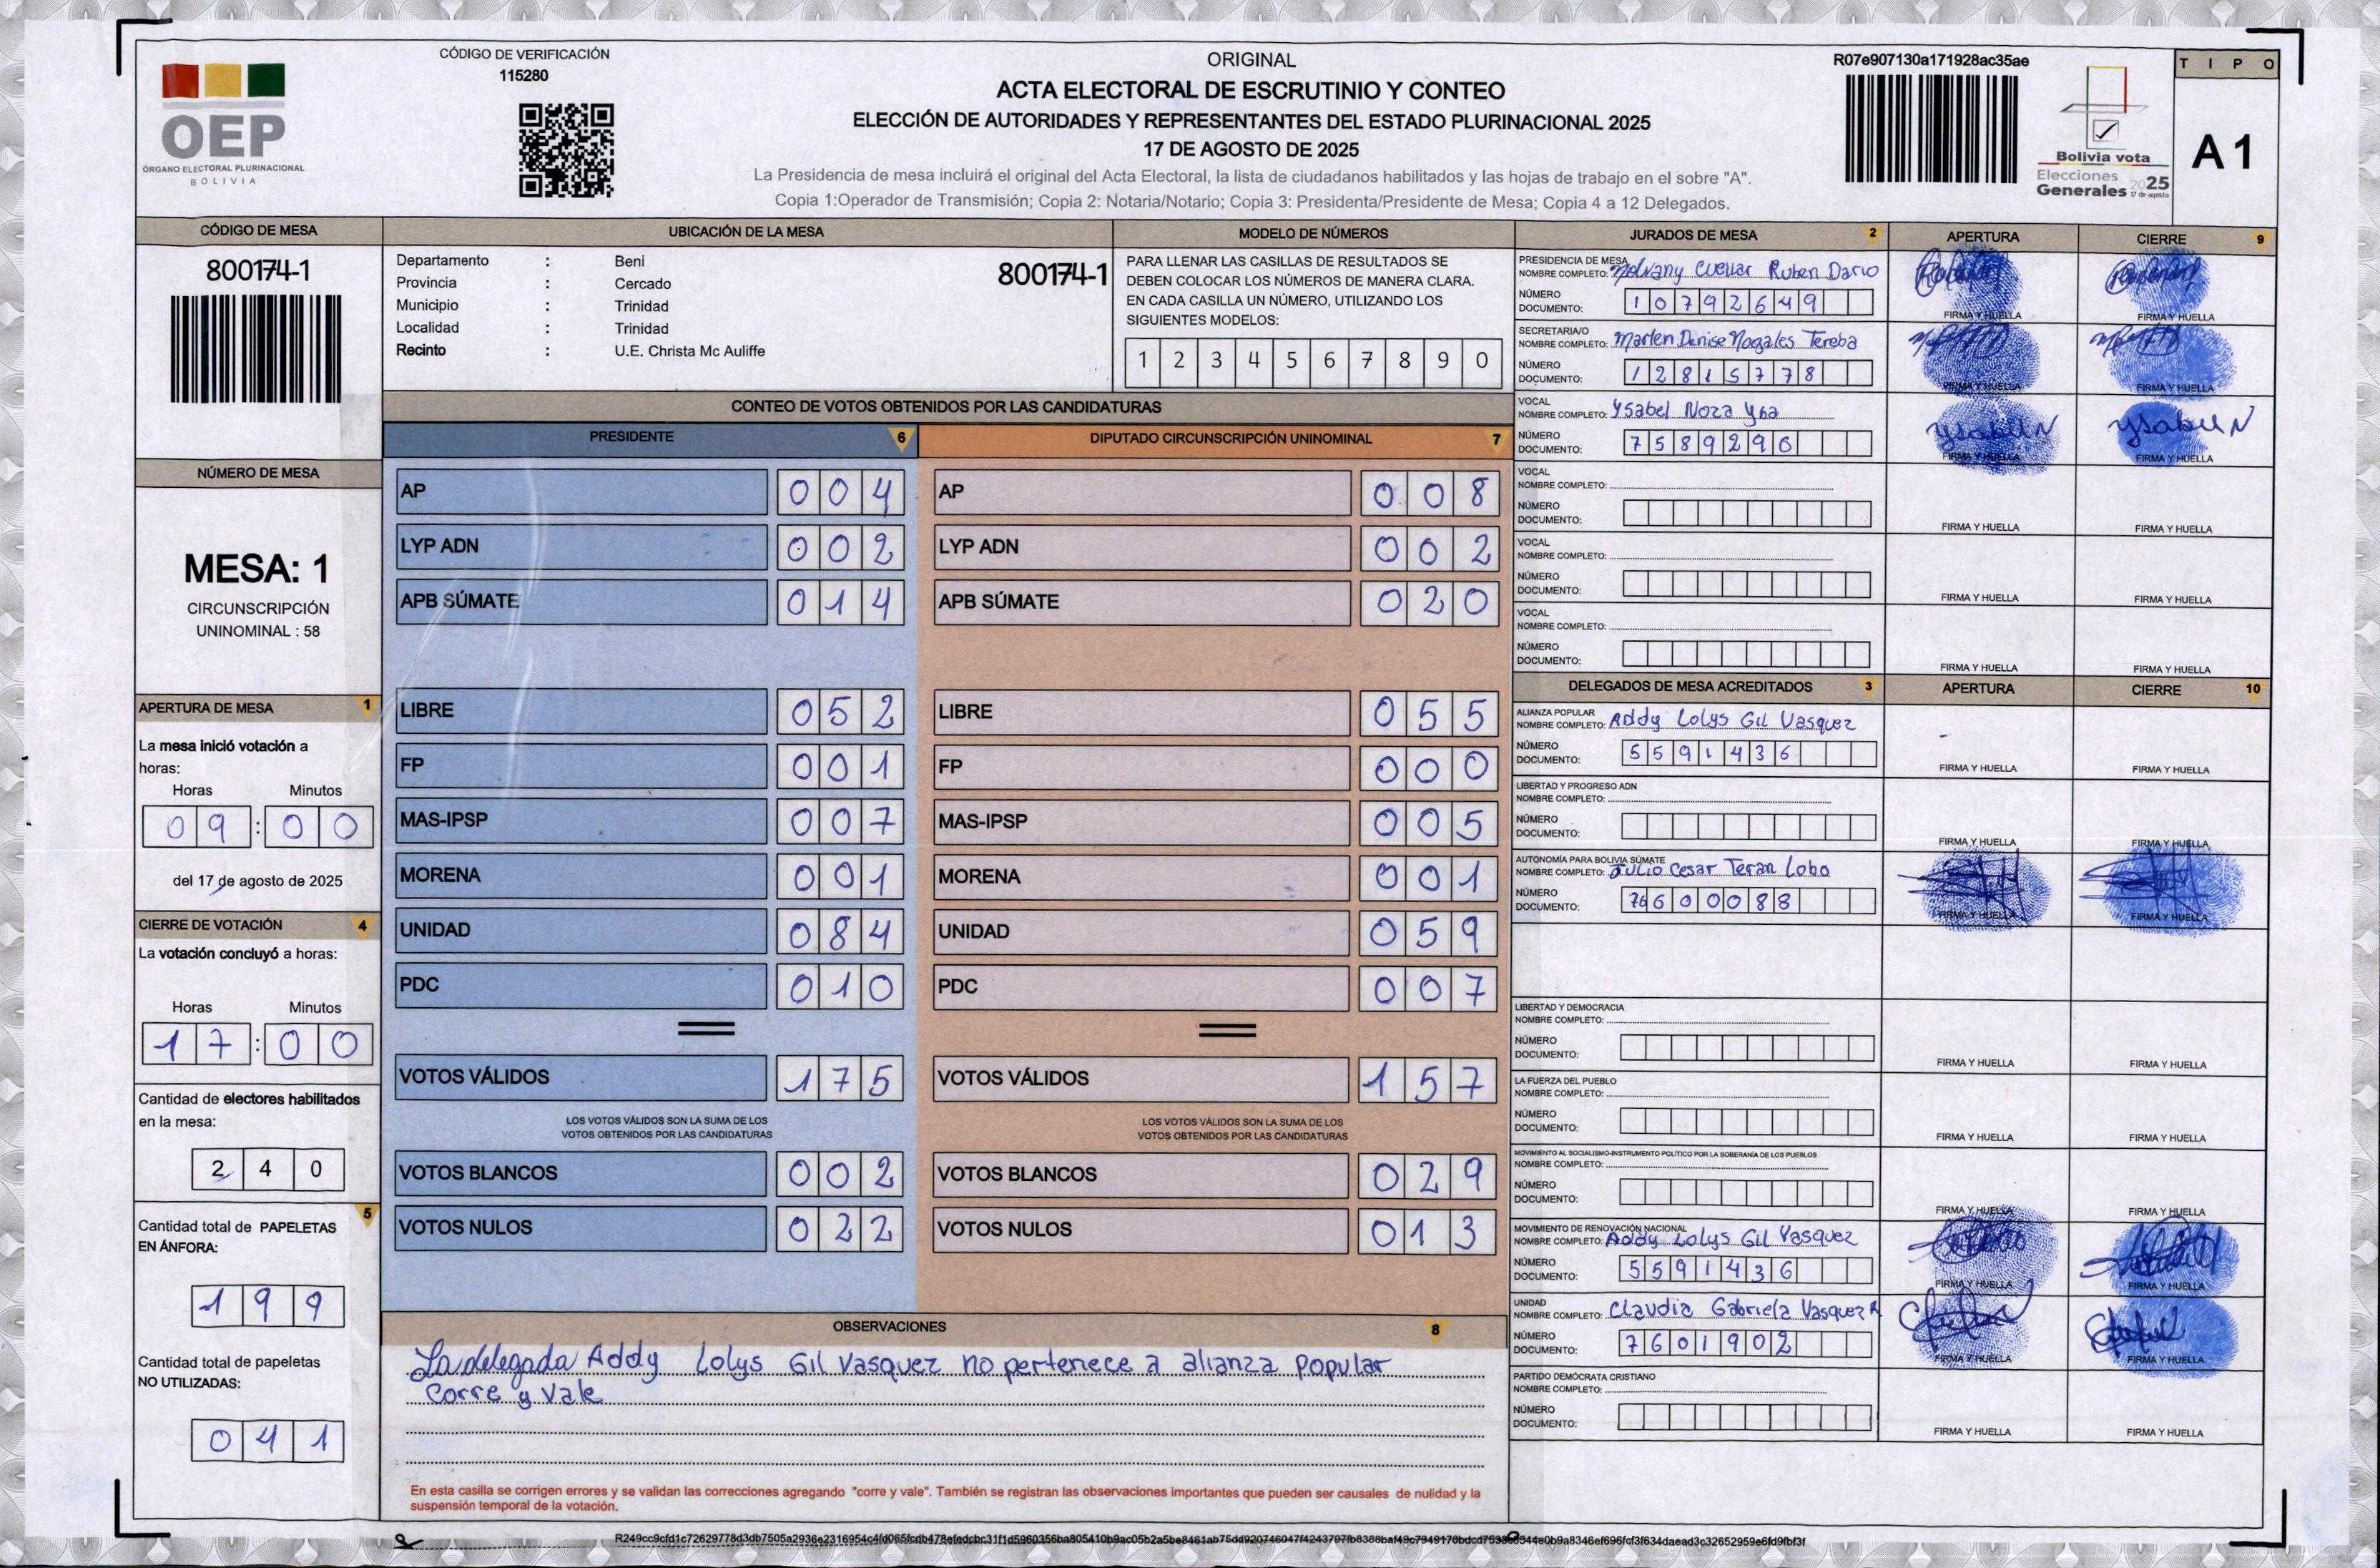 CÓDIGO DE VERIFICACIÓN
115280
OEP
ÓRGANO ELECTORAL PLURINACIONAL
BOLIVIA
ORIGINAL
ACTA ELECTORAL DE ESCRUTINIO Y CONTEO
ELECCIÓN DE AUTORIDADES Y REPRESENTANTES DEL ESTADO PLURINACIONAL 2025
17 DE AGOSTO DE 2025
La Presidencia de mesa incluirá el original del Acta Electoral, la lista de ciudadanos habilitados y las hojas de trabajo en el sobre "A".
Copia 1:Operador de Transmisión; Copia 2: Notaria/Notario; Copia 3: Presidenta/Presidente de Mesa; Copia 4 a 12 Delegados.
R07e907130a171928ac35ae
Bolivia vota
Elecciones
Generales 2025
17 de agosto
TIPO
A1
CÓDIGO DE MESA
800174-1
NÚMERO DE MESA
MESA: 1
CIRCUNSCRIPCIÓN
UNINOMINAL : 58
APERTURA DE MESA 1
La mesa inició votación a
horas:
Horas Minutos
09:00
del 17 de agosto de 2025
CIERRE DE VOTACIÓN 4
La votación concluyó a horas:
Horas Minutos
17:00
Cantidad de electores habilitados
en la mesa:
240
5
Cantidad total de PAPELETAS
EN ÁNFORA:
199
Cantidad total de papeletas
NO UTILIZADAS:
041
UBICACIÓN DE LA MESA
Departamento : Beni
800174-1
Provincia : Cercado
Municipio : Trinidad
Localidad : Trinidad
Recinto : U.E. Christa Mc Auliffe
MODELO DE NÚMEROS
PARA LLENAR LAS CASILLAS DE RESULTADOS SE
DEBEN COLOCAR LOS NÚMEROS DE MANERA CLARA.
EN CADA CASILLA UN NÚMERO, UTILIZANDO LOS
SIGUIENTES MODELOS:
1 2 3 4 5 6 7 8 9 0
CONTEO DE VOTOS OBTENIDOS POR LAS CANDIDATURAS
PRESIDENTE 6
AP 004
LYP ADN 002
APB SÚMATE 014
LIBRE 052
FP 001
MAS-IPSP 007
MORENA 001
UNIDAD 084
PDC 010
VOTOS VÁLIDOS 175
LOS VOTOS VÁLIDOS SON LA SUMA DE LOS
VOTOS OBTENIDOS POR LAS CANDIDATURAS
VOTOS BLANCOS 002
VOTOS NULOS 022
DIPUTADO CIRCUNSCRIPCIÓN UNINOMINAL 7
AP 008
LYP ADN 002
APB SÚMATE 020
LIBRE 055
FP 000
MAS-IPSP 005
MORENA 001
UNIDAD 059
PDC 007
VOTOS VÁLIDOS 157
LOS VOTOS VÁLIDOS SON LA SUMA DE LOS
VOTOS OBTENIDOS POR LAS CANDIDATURAS
VOTOS BLANCOS 029
VOTOS NULOS 013
OBSERVACIONES 8
La delegada Addy Lolys Gil Vasquez no pertenece a alianza popular
Corre y Vale
En esta casilla se corrigen errores y se validan las correcciones agregando "corre y vale". También se registran las observaciones importantes que pueden ser causales de nulidad y la
suspensión temporal de la votación.
JURADOS DE MESA 2 APERTURA CIERRE 9
PRESIDENCIA DE MESA
NOMBRE COMPLETO: Cuellar Ruben Dario
NÚMERO
DOCUMENTO: 10792649
FIRMA Y HUELLA FIRMA Y HUELLA
SECRETARIA/O
NOMBRE COMPLETO: Marlen Denise Nogales Tereba
NÚMERO
DOCUMENTO: 12815778
FIRMA Y HUELLA FIRMA Y HUELLA
VOCAL
NOMBRE COMPLETO: Ysabel Noza Yba
NÚMERO
DOCUMENTO: 7589296
FIRMA Y HUELLA FIRMA Y HUELLA
VOCAL
NOMBRE COMPLETO:
NÚMERO
DOCUMENTO:
FIRMA Y HUELLA FIRMA Y HUELLA
VOCAL
NOMBRE COMPLETO:
NÚMERO
DOCUMENTO:
FIRMA Y HUELLA FIRMA Y HUELLA
VOCAL
NOMBRE COMPLETO:
NÚMERO
DOCUMENTO:
FIRMA Y HUELLA FIRMA Y HUELLA
DELEGADOS DE MESA ACREDITADOS 3 APERTURA CIERRE 10
ALIANZA POPULAR
NOMBRE COMPLETO: Addy Lolys Gil Vasquez
NÚMERO
DOCUMENTO: 5591436
FIRMA Y HUELLA FIRMA Y HUELLA
LIBERTAD Y PROGRESO ADN
NOMBRE COMPLETO:
NÚMERO
DOCUMENTO:
FIRMA Y HUELLA FIRMA Y HUELLA
AUTONOMÍA PARA BOLIVIA SÚMATE
NOMBRE COMPLETO: Julio Cesar Teran Lobo
NÚMERO
DOCUMENTO: 76600088
FIRMA Y HUELLA FIRMA Y HUELLA
LIBERTAD Y DEMOCRACIA
NOMBRE COMPLETO:
NÚMERO
DOCUMENTO:
FIRMA Y HUELLA FIRMA Y HUELLA
LA FUERZA DEL PUEBLO
NOMBRE COMPLETO:
NÚMERO
DOCUMENTO:
FIRMA Y HUELLA FIRMA Y HUELLA
MOVIMIENTO AL SOCIALISMO-INSTRUMENTO POLÍTICO POR LA SOBERANÍA DE LOS PUEBLOS
NOMBRE COMPLETO:
NÚMERO
DOCUMENTO:
FIRMA Y HUELLA FIRMA Y HUELLA
MOVIMIENTO DE RENOVACIÓN NACIONAL
NOMBRE COMPLETO: Addy Lolys Gil Vasquez
NÚMERO
DOCUMENTO: 5591436
FIRMA Y HUELLA FIRMA Y HUELLA
UNIDAD
NOMBRE COMPLETO: Claudia Gabriela Vasquez R
NÚMERO
DOCUMENTO: 7601902
FIRMA Y HUELLA FIRMA Y HUELLA
PARTIDO DEMÓCRATA CRISTIANO
NOMBRE COMPLETO:
NÚMERO
DOCUMENTO:
FIRMA Y HUELLA FIRMA Y HUELLA